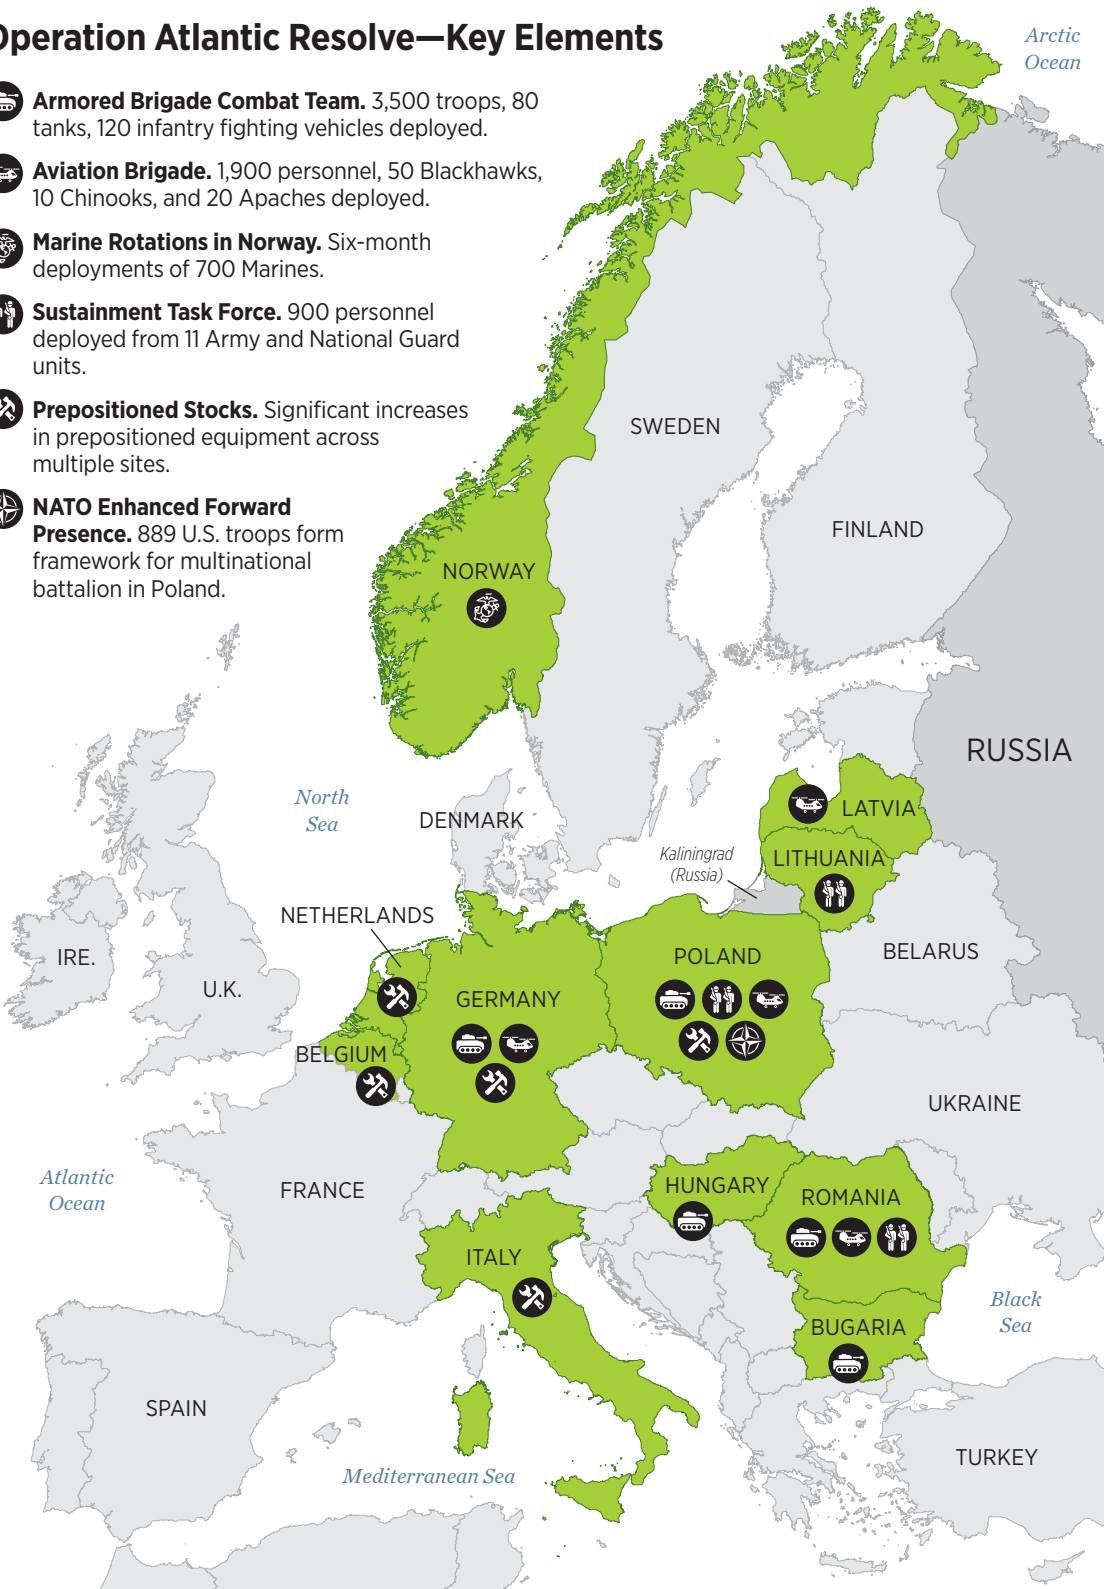 Operation Atlantic Resolve—Key Elements
Armored Brigade Combat Team. 3,500 troops, 80
tanks, 120 infantry fighting vehicles deployed.
Aviation Brigade. 1,900 personnel, 50 Blackhawks,
10 Chinooks, and 20 Apaches deployed.
Marine Rotations in Norway. Six-month
deployments of 700 Marines.
Sustainment Task Force. 900 personnel
deployed from 11 Army and National Guard
units.
Prepositioned Stocks. Significant increases
in prepositioned equipment across
multiple sites.
NATO Enhanced Forward
Presence. 889 U.S. troops form
framework for multinational
battalion in Poland.
Arctic
Ocean
SWEDEN
FINLAND
NORWAY
RUSSIA
North
Sea
DENMARK
LATVIA
Kaliningrad
(Russia)
LITHUANIA
NETHERLANDS
IRE.
U.K.
POLAND
BELARUS
GERMANY
BELGIUM
UKRAINE
Atlantic
Ocean
FRANCE
HUNGARY
ROMANIA
ITALY
Black
Sea
BUGARIA
SPAIN
Mediterranean Sea
TURKEY